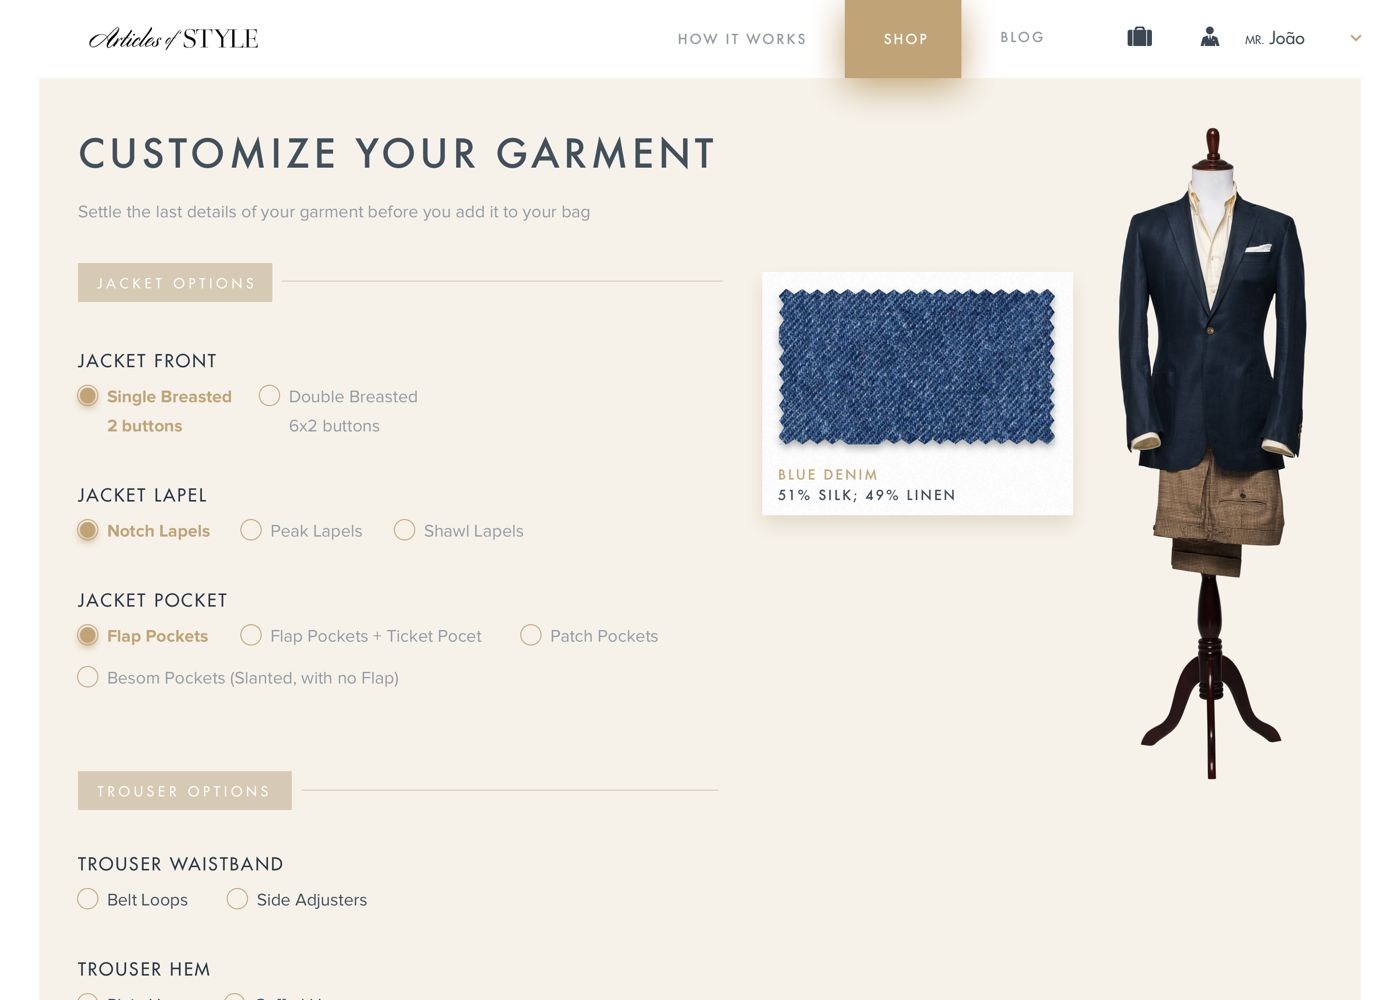 Articles of STYLE
HOW IT WORKS
SHOP
BLOG
MR. João
CUSTOMIZE YOUR GARMENT
Settle the last details of your garment before you add it to your bag
JACKET OPTIONS
JACKET FRONT
Single Breasted
2 buttons
Double Breasted
6x2 buttons
JACKET LAPEL
Notch Lapels
Peak Lapels
Shawl Lapels
JACKET POCKET
Flap Pockets
Flap Pockets + Ticket Pocet
Patch Pockets
Besom Pockets (Slanted, with no Flap)
BLUE DENIM
51% SILK; 49% LINEN
TROUSER OPTIONS
TROUSER WAISTBAND
Belt Loops
Side Adjusters
TROUSER HEM